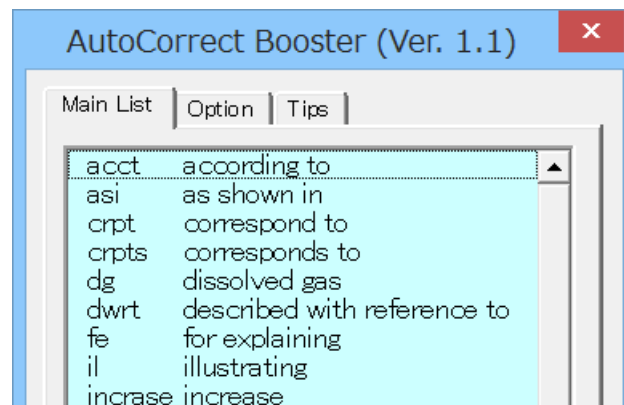 AutoCorrect Booster (Ver. 1.1)
Main List Option Tips
acct according to
asi as shown in
crpt correspond to
crpts corresponds to
dg dissolved gas
dwrt described with reference to
fe for explaining
il illustrating
incrase increase